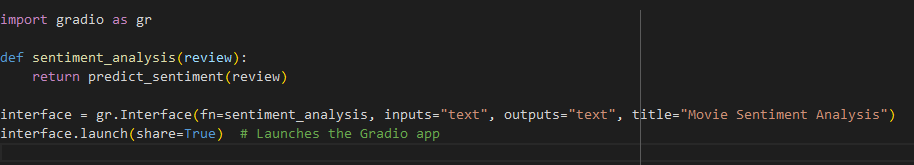 import gradio as gr
def sentiment_analysis(review):
    return predict_sentiment(review)
interface = gr.Interface(fn=sentiment_analysis, inputs="text", outputs="text", title="Movie Sentiment Analysis")
interface.launch(share=True)  # Launches the Gradio app